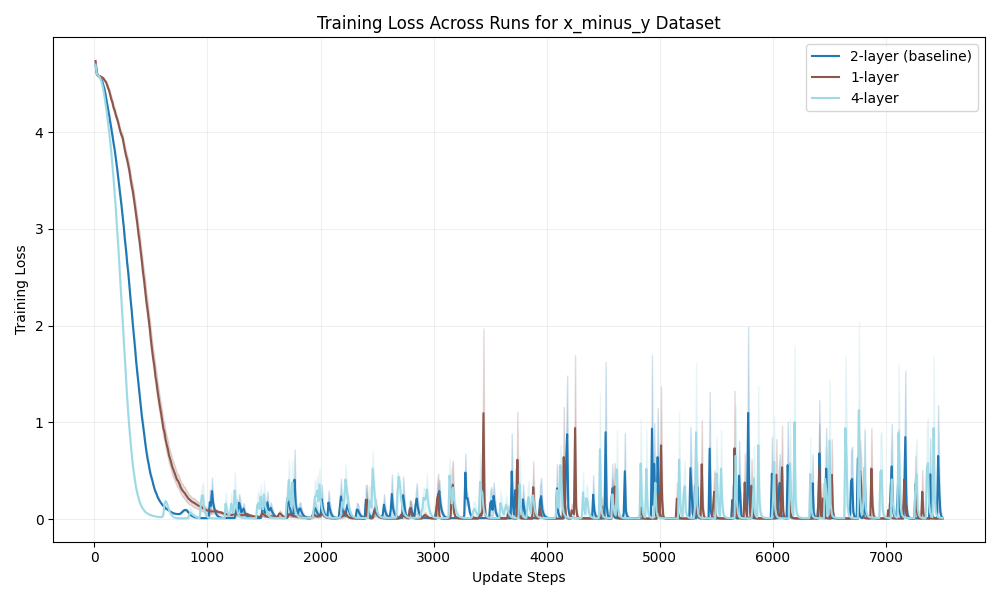 Training Loss Across Runs for x_minus_y Dataset
2-layer (baseline)
1-layer
4-layer
Training Loss
4
3
2
1
0
0 1000 2000 3000 4000 5000 6000 7000
Update Steps